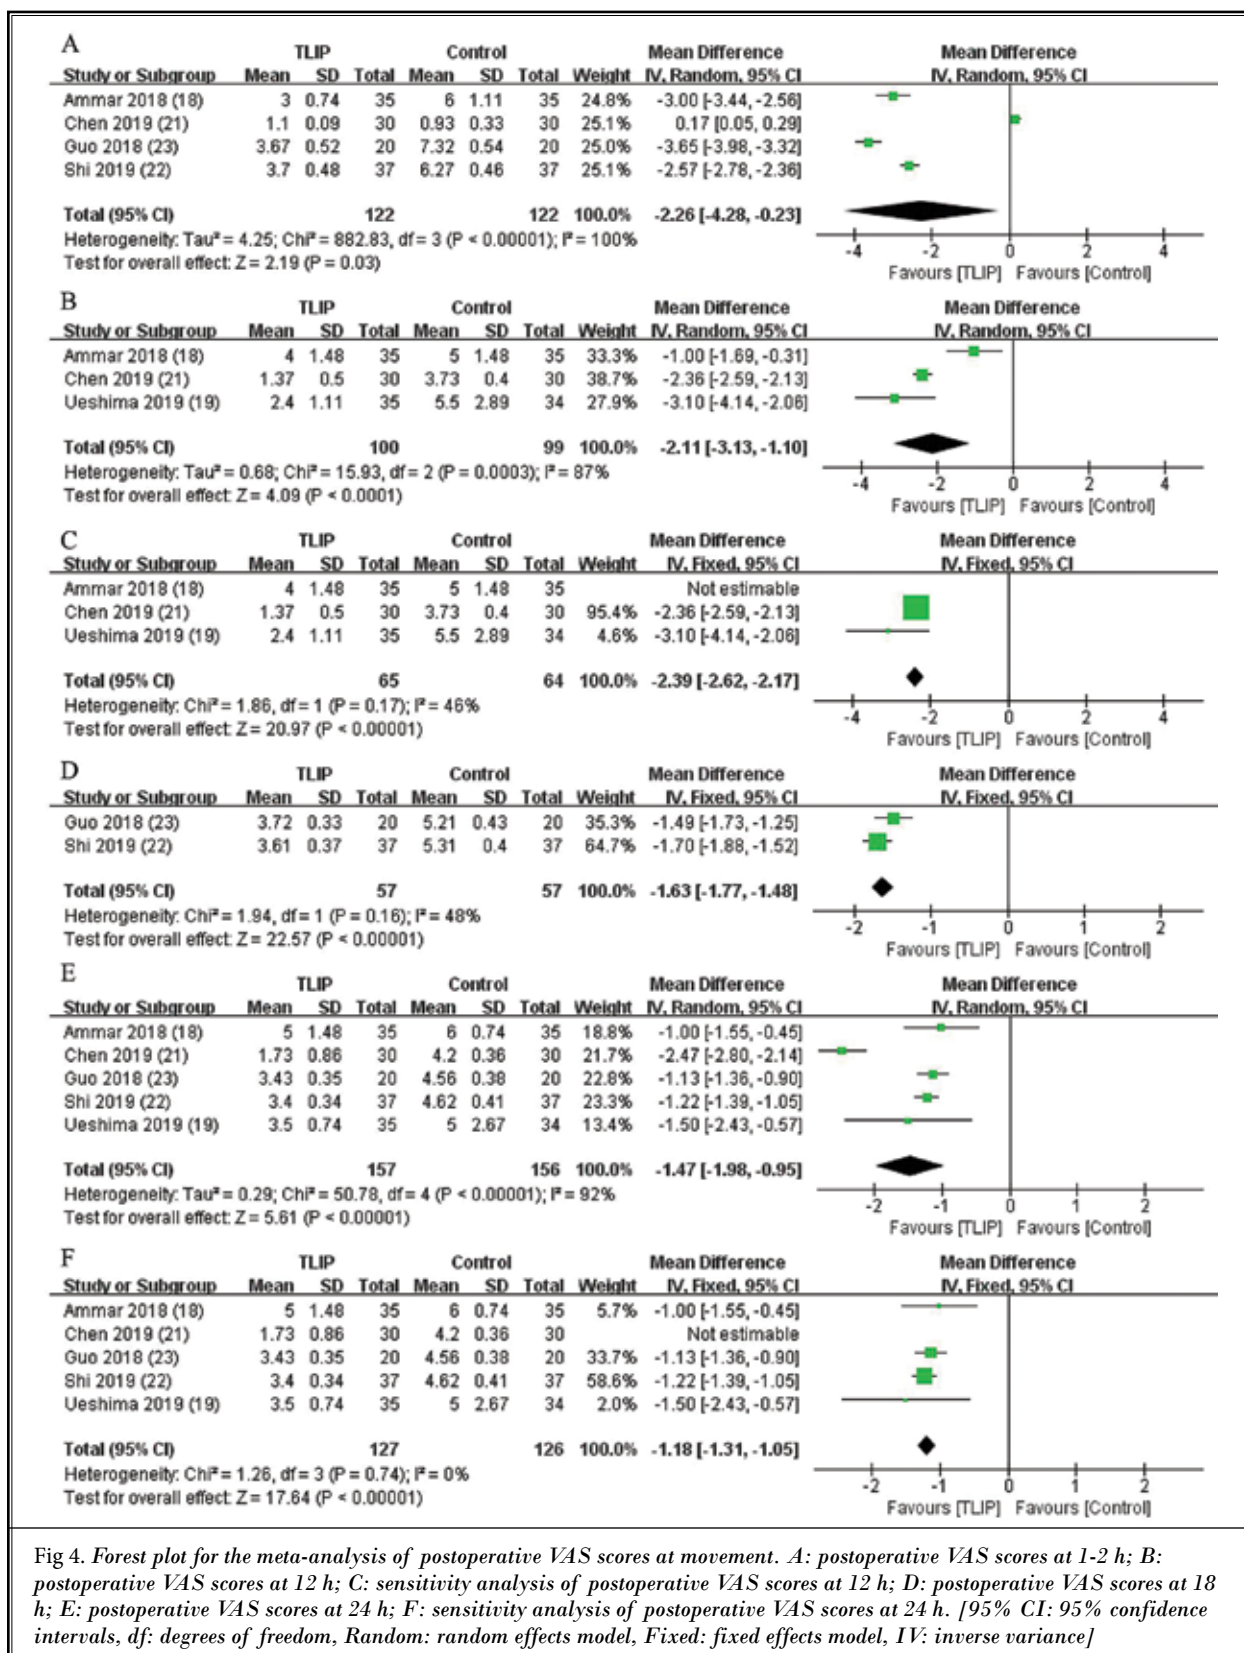 A
TLIP Control Mean Difference Mean Difference
Study or Subgroup Mean SD Total Mean SD Total Weight IV, Random, 95% CI IV, Random, 95% CI
Ammar 2018 (18) 3 0.74 35 6 1.11 35 24.8% -3.00 [-3.44, -2.56]
Chen 2019 (21) 1.1 0.09 30 0.93 0.33 30 25.1% 0.17 [0.05, 0.29]
Guo 2018 (23) 3.67 0.52 20 7.32 0.54 20 25.0% -3.65 [-3.98, -3.32]
Shi 2019 (22) 3.7 0.48 37 6.27 0.46 37 25.1% -2.57 [-2.78, -2.36]
Total (95% CI) 122 122 100.0% -2.26 [-4.28, -0.23]
Heterogeneity: Tau² = 4.25; Chi² = 882.83, df = 3 (P < 0.00001); I² = 100%
Test for overall effect: Z = 2.19 (P = 0.03)
-4 -2 0 2 4
Favours [TLIP] Favours [Control]
B
TLIP Control Mean Difference Mean Difference
Study or Subgroup Mean SD Total Mean SD Total Weight IV, Random, 95% CI IV, Random, 95% CI
Ammar 2018 (18) 4 1.48 35 5 1.48 35 33.3% -1.00 [-1.69, -0.31]
Chen 2019 (21) 1.37 0.5 30 3.73 0.4 30 38.7% -2.36 [-2.59, -2.13]
Ueshima 2019 (19) 2.4 1.11 35 5.5 2.89 34 27.9% -3.10 [-4.14, -2.06]
Total (95% CI) 100 99 100.0% -2.11 [-3.13, -1.10]
Heterogeneity: Tau² = 0.68; Chi² = 15.93, df = 2 (P = 0.0003); I² = 87%
Test for overall effect: Z = 4.09 (P < 0.0001)
-4 -2 0 2 4
Favours [TLIP] Favours [Control]
C
TLIP Control Mean Difference Mean Difference
Study or Subgroup Mean SD Total Mean SD Total Weight IV, Fixed, 95% CI IV, Fixed, 95% CI
Ammar 2018 (18) 4 1.48 35 5 1.48 35 Not estimable
Chen 2019 (21) 1.37 0.5 30 3.73 0.4 30 95.4% -2.36 [-2.59, -2.13]
Ueshima 2019 (19) 2.4 1.11 35 5.5 2.89 34 4.6% -3.10 [-4.14, -2.06]
Total (95% CI) 65 64 100.0% -2.39 [-2.62, -2.17]
Heterogeneity: Chi² = 1.86, df = 1 (P = 0.17); I² = 46%
Test for overall effect: Z = 20.97 (P < 0.00001)
-4 -2 0 2 4
Favours [TLIP] Favours [Control]
D
TLIP Control Mean Difference Mean Difference
Study or Subgroup Mean SD Total Mean SD Total Weight IV, Fixed, 95% CI IV, Fixed, 95% CI
Guo 2018 (23) 3.72 0.33 20 5.21 0.43 20 35.3% -1.49 [-1.73, -1.25]
Shi 2019 (22) 3.61 0.37 37 5.31 0.4 37 64.7% -1.70 [-1.88, -1.52]
Total (95% CI) 57 57 100.0% -1.63 [-1.77, -1.48]
Heterogeneity: Chi² = 1.94, df = 1 (P = 0.16); I² = 48%
Test for overall effect: Z = 22.57 (P < 0.00001)
-2 -1 0 1 2
Favours [TLIP] Favours [Control]
E
TLIP Control Mean Difference Mean Difference
Study or Subgroup Mean SD Total Mean SD Total Weight IV, Random, 95% CI IV, Random, 95% CI
Ammar 2018 (18) 5 1.48 35 6 0.74 35 18.8% -1.00 [-1.55, -0.45]
Chen 2019 (21) 1.73 0.86 30 4.2 0.36 30 21.7% -2.47 [-2.80, -2.14]
Guo 2018 (23) 3.43 0.35 20 4.56 0.38 20 22.8% -1.13 [-1.36, -0.90]
Shi 2019 (22) 3.4 0.34 37 4.62 0.41 37 23.3% -1.22 [-1.39, -1.05]
Ueshima 2019 (19) 3.5 0.74 35 5 2.67 34 13.4% -1.50 [-2.43, -0.57]
Total (95% CI) 157 156 100.0% -1.47 [-1.98, -0.95]
Heterogeneity: Tau² = 0.29; Chi² = 50.78, df = 4 (P < 0.00001); I² = 92%
Test for overall effect: Z = 5.61 (P < 0.00001)
-2 -1 0 1 2
Favours [TLIP] Favours [Control]
F
TLIP Control Mean Difference Mean Difference
Study or Subgroup Mean SD Total Mean SD Total Weight IV, Fixed, 95% CI IV, Fixed, 95% CI
Ammar 2018 (18) 5 1.48 35 6 0.74 35 5.7% -1.00 [-1.55, -0.45]
Chen 2019 (21) 1.73 0.86 30 4.2 0.36 30 Not estimable
Guo 2018 (23) 3.43 0.35 20 4.56 0.38 20 33.7% -1.13 [-1.36, -0.90]
Shi 2019 (22) 3.4 0.34 37 4.62 0.41 37 58.6% -1.22 [-1.39, -1.05]
Ueshima 2019 (19) 3.5 0.74 35 5 2.67 34 2.0% -1.50 [-2.43, -0.57]
Total (95% CI) 127 126 100.0% -1.18 [-1.31, -1.05]
Heterogeneity: Chi² = 1.26, df = 3 (P = 0.74); I² = 0%
Test for overall effect: Z = 17.64 (P < 0.00001)
-2 -1 0 1 2
Favours [TLIP] Favours [Control]
Fig 4. Forest plot for the meta-analysis of postoperative VAS scores at movement. A: postoperative VAS scores at 1-2 h; B:
postoperative VAS scores at 12 h; C: sensitivity analysis of postoperative VAS scores at 12 h; D: postoperative VAS scores at 18
h; E: postoperative VAS scores at 24 h; F: sensitivity analysis of postoperative VAS scores at 24 h. [95% CI: 95% confidence
intervals, df: degrees of freedom, Random: random effects model, Fixed: fixed effects model, IV: inverse variance]